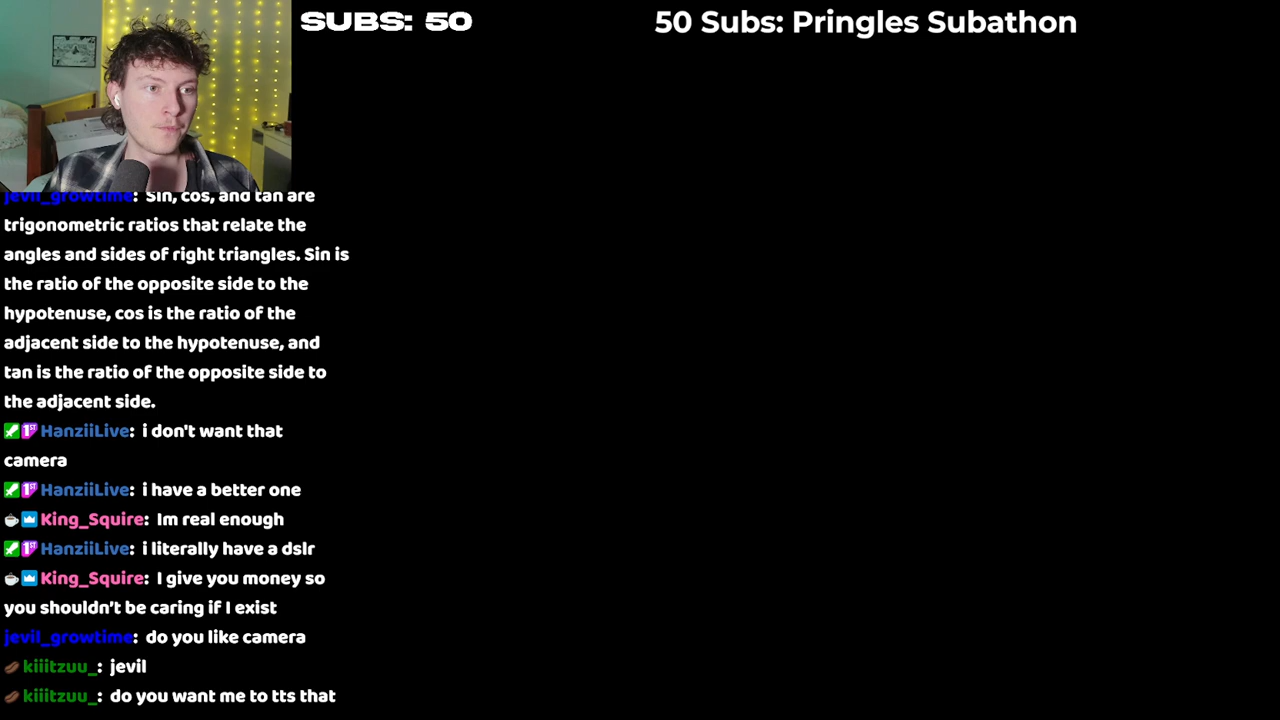 SUBS: 50
50 Subs: Pringles Subathon
jevil_growtime: Sin, cos, and tan are
trigonometric ratios that relate the
angles and sides of right triangles. Sin is
the ratio of the opposite side to the
hypotenuse, cos is the ratio of the
adjacent side to the hypotenuse, and
tan is the ratio of the opposite side to
the adjacent side.
1ST HanziiLive: i don't want that
camera
1ST HanziiLive: i have a better one
King_Squire: Im real enough
1ST HanziiLive: i literally have a dslr
King_Squire: I give you money so
you shouldn't be caring if I exist
jevil_growtime: do you like camera
kiiitzuu_: jevil
kiiitzuu_: do you want me to tts that